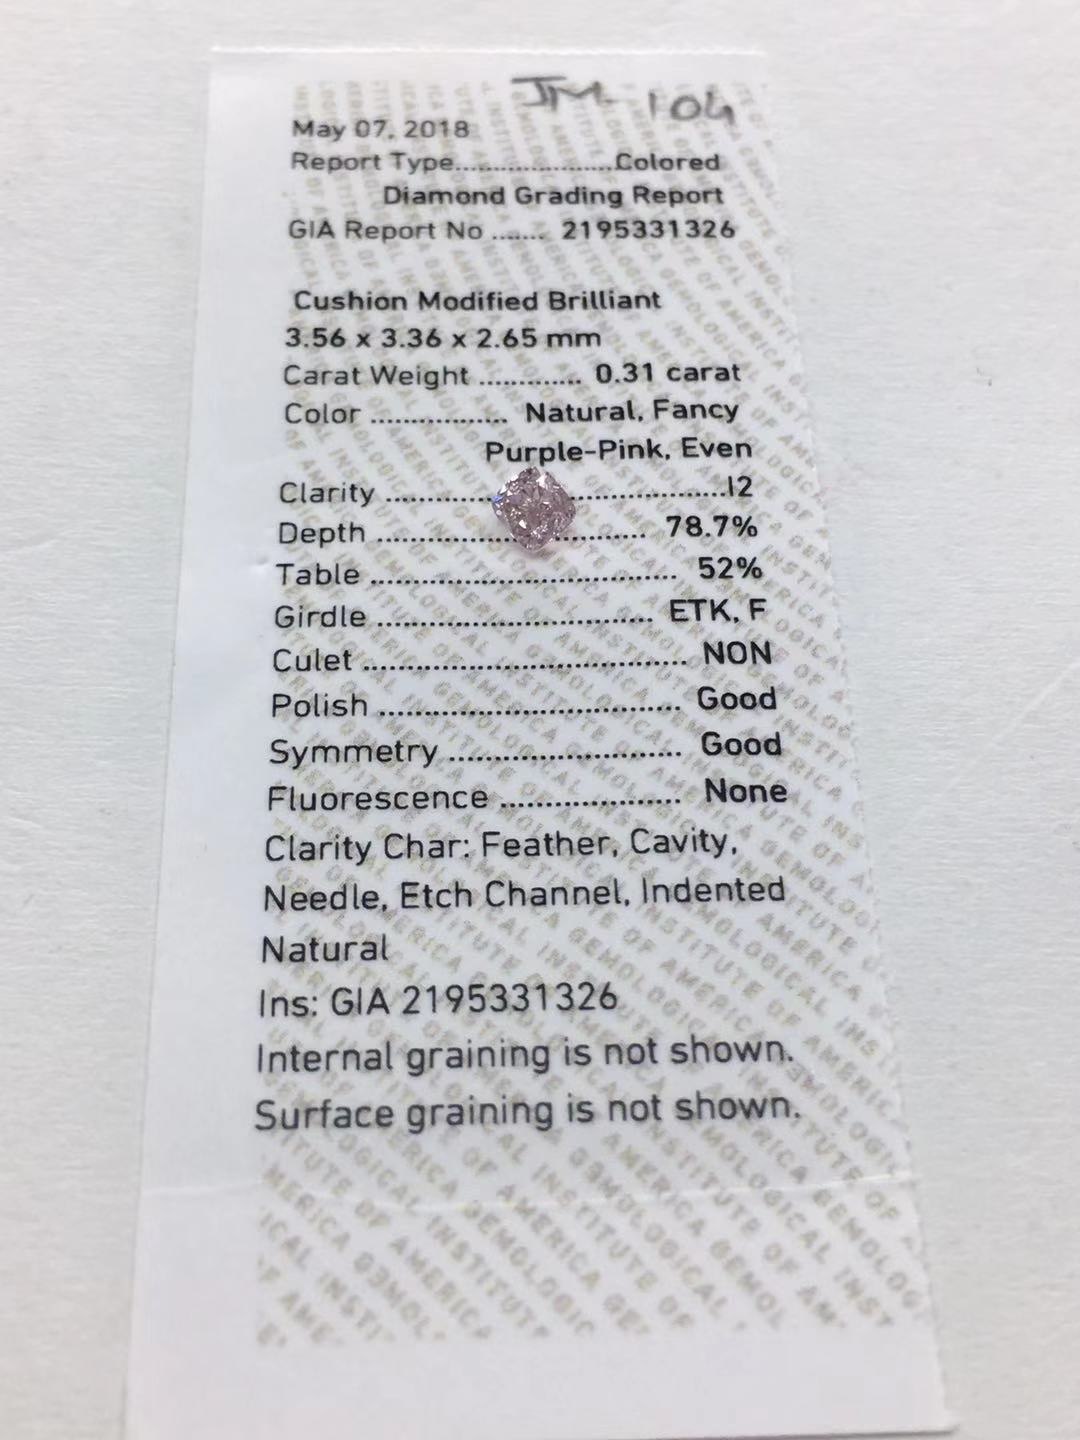 JM-104
May 07, 2018
Report Type......................Colored
Diamond Grading Report
GIA Report No ....... 2195331326
Cushion Modified Brilliant
3.56 x 3.36 x 2.65 mm
Carat Weight ............. 0.31 carat
Color ................. Natural, Fancy
Purple-Pink, Even
Clarity ...................................I2
Depth .................................. 78.7%
Table ...................................... 52%
Girdle .................................. ETK, F
Culet ........................................ NON
Polish ..................................... Good
Symmetry ............................ Good
Fluorescence ...................... None
Clarity Char: Feather, Cavity,
Needle, Etch Channel, Indented
Natural
Ins: GIA 2195331326
Internal graining is not shown.
Surface graining is not shown.